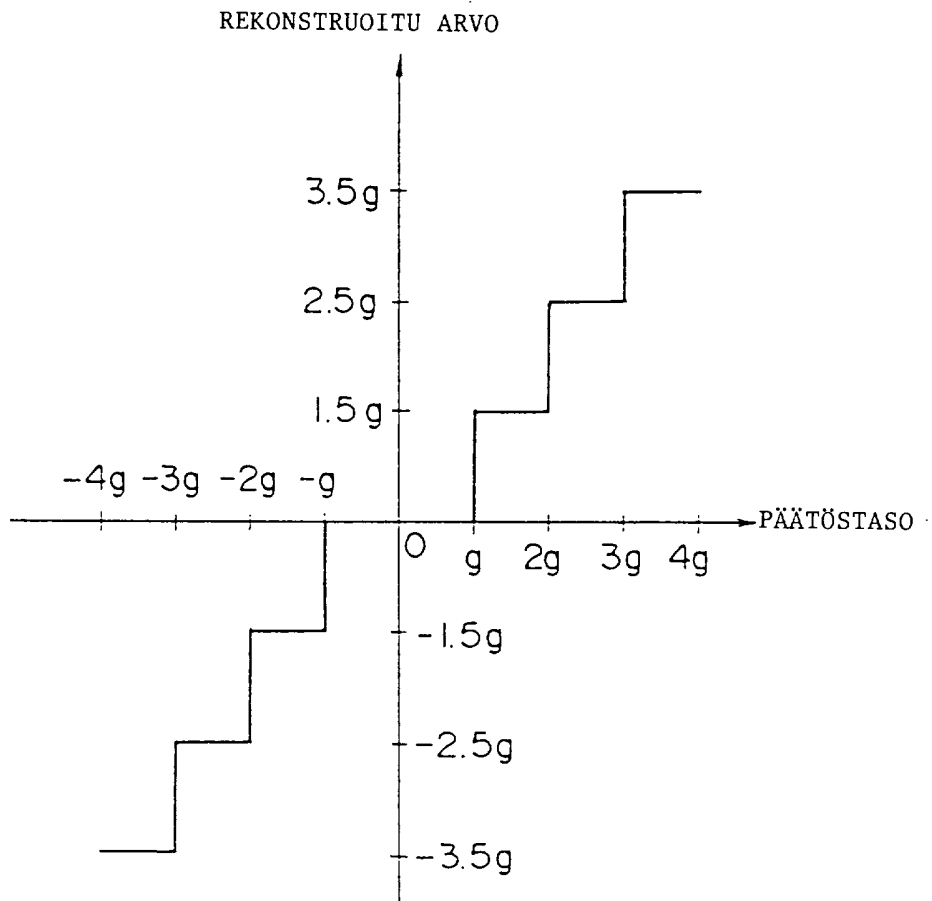 REKONSTRUOITU ARVO
3.5g
2.5g
1.5g
-4g -3g -2g -g
PÄÄTÖSTASO
0 g 2g 3g 4g
-1.5g
-2.5g
-3.5g